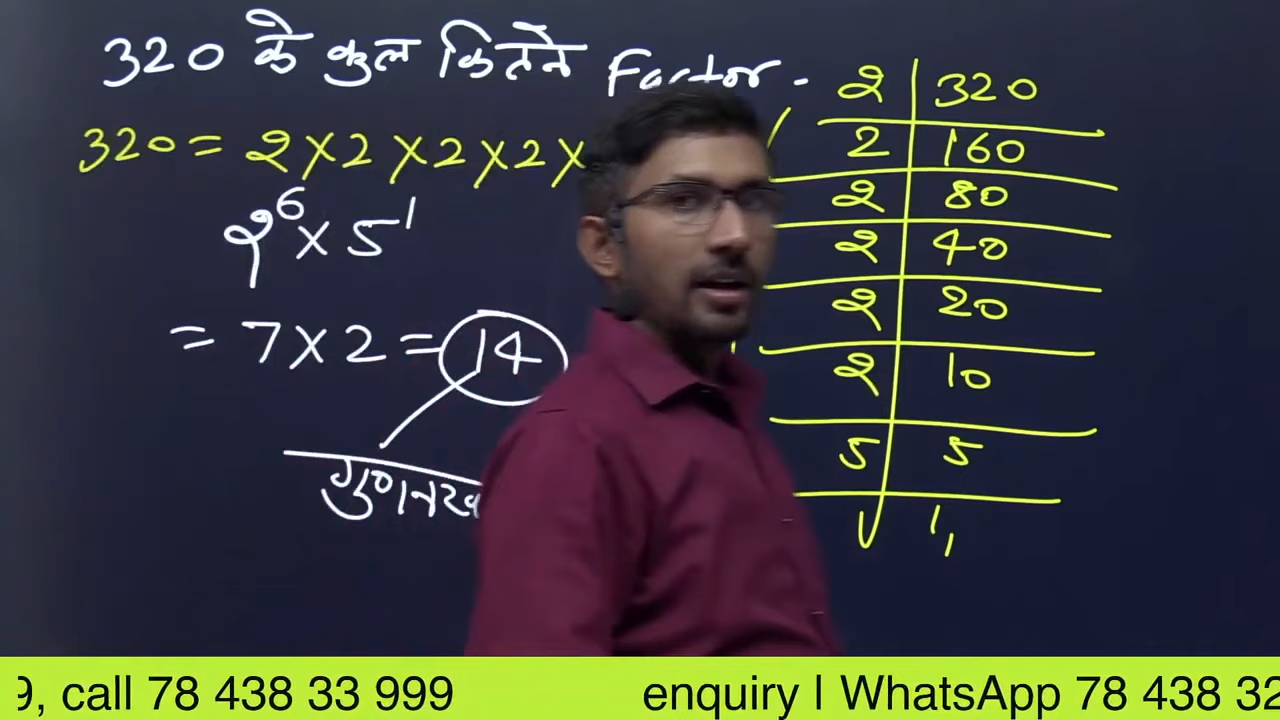 320 के कुल कितने Factor.
320 = 2×2×2×2×
2⁶×5¹
= 7×2 = 14
2 | 320
2 | 160
2 | 80
2 | 40
2 | 20
2 | 10
5 | 5
1
9, call 78 438 33 999 enquiry | WhatsApp 78 438 32